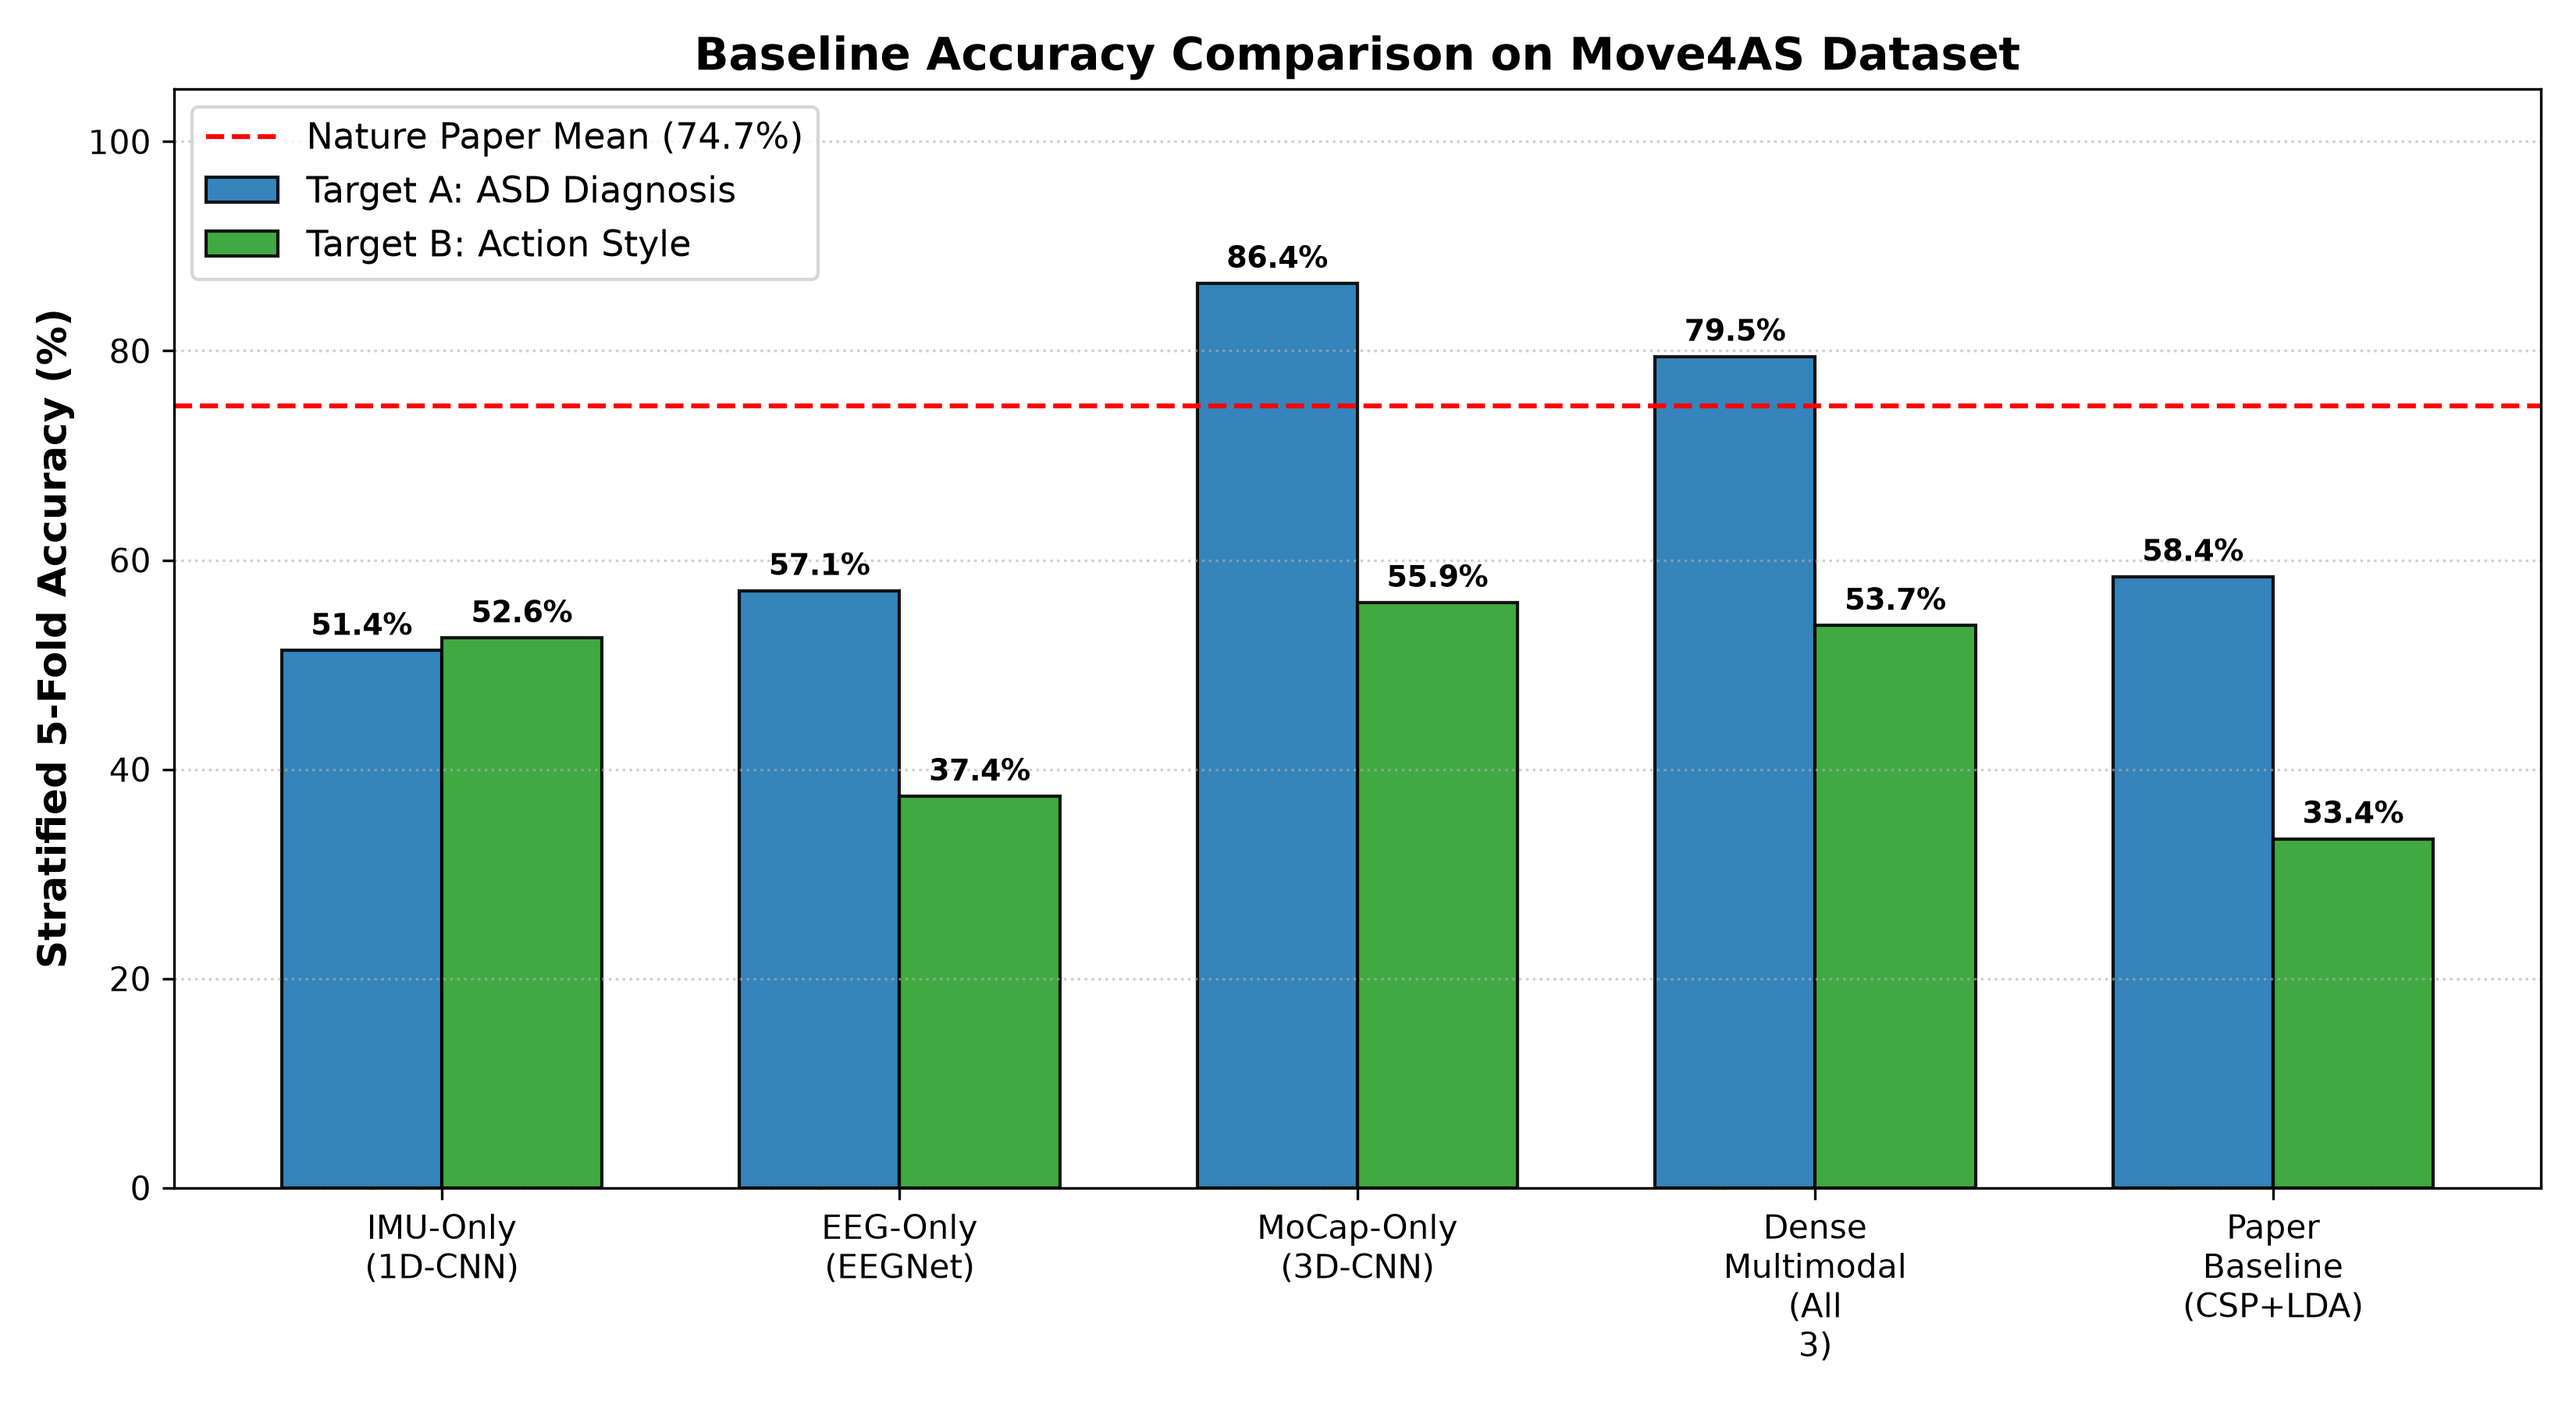 Baseline Accuracy Comparison on Move4AS Dataset
Nature Paper Mean (74.7%)
Target A: ASD Diagnosis
Target B: Action Style
Stratified 5-Fold Accuracy (%)
100
80
60
40
20
0
51.4%
52.6%
57.1%
37.4%
86.4%
55.9%
79.5%
53.7%
58.4%
33.4%
IMU-Only
(1D-CNN)
EEG-Only
(EEGNet)
MoCap-Only
(3D-CNN)
Dense
Multimodal
(All
3)
Paper
Baseline
(CSP+LDA)